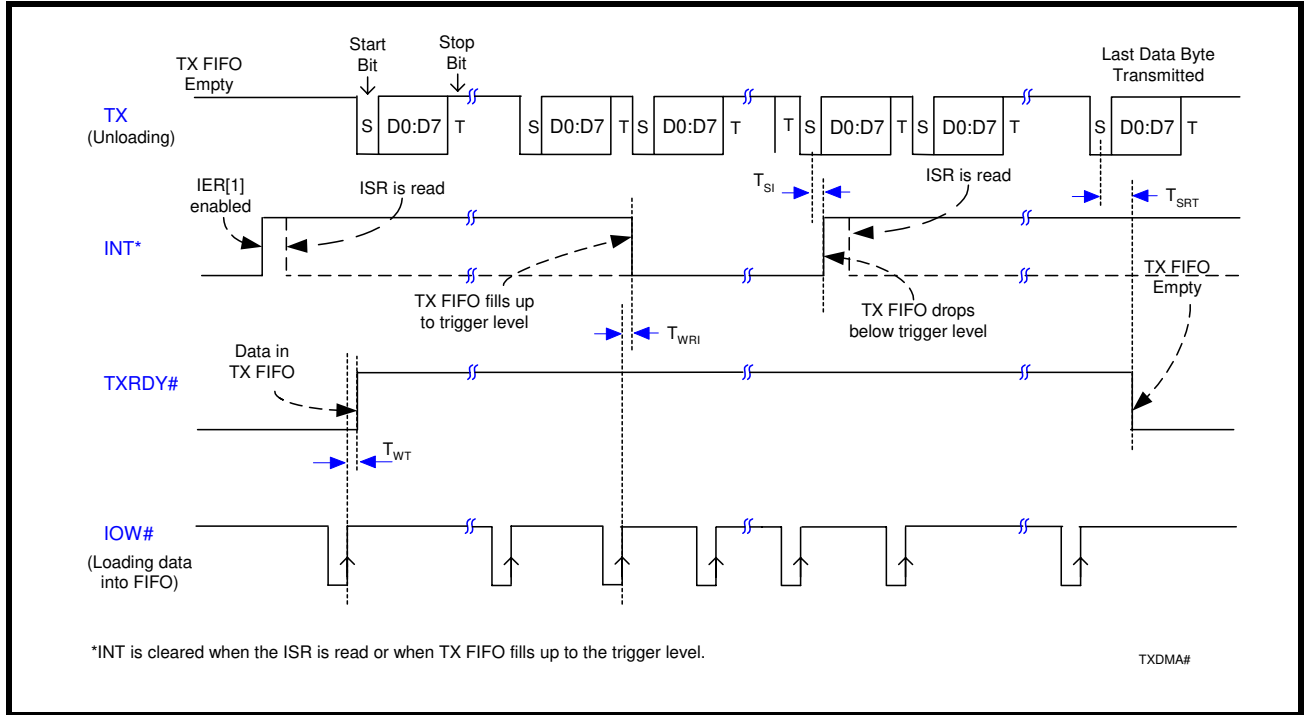 Start
Bit
Stop
Bit
TX FIFO
Empty
Last Data Byte
Transmitted
TX
(Unloading)
S D0:D7 T S D0:D7 T S D0:D7 T T S D0:D7 T S D0:D7 T S D0:D7 T
IER[1]
enabled
ISR is read
TSI
ISR is read
TSRT
INT*
TX FIFO fills up
to trigger level
TX FIFO drops
below trigger level
TX FIFO
Empty
TWRI
Data in
TX FIFO
TXRDY#
TWT
IOW#
(Loading data
into FIFO)
*INT is cleared when the ISR is read or when TX FIFO fills up to the trigger level.
TXDMA#